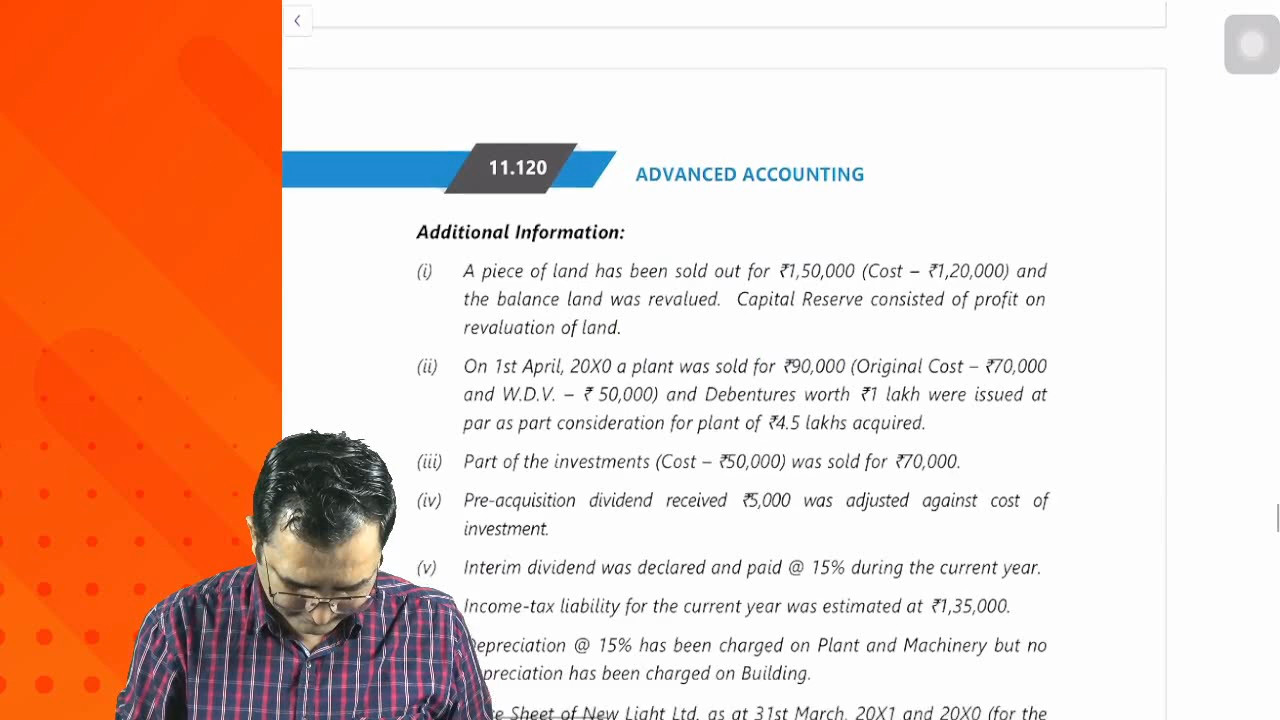 11.120
ADVANCED ACCOUNTING
Additional Information:
(i) A piece of land has been sold out for ₹1,50,000 (Cost – ₹1,20,000) and
the balance land was revalued. Capital Reserve consisted of profit on
revaluation of land.
(ii) On 1st April, 20X0 a plant was sold for ₹90,000 (Original Cost – ₹70,000
and W.D.V. – ₹ 50,000) and Debentures worth ₹1 lakh were issued at
par as part consideration for plant of ₹4.5 lakhs acquired.
(iii) Part of the investments (Cost – ₹50,000) was sold for ₹70,000.
(iv) Pre-acquisition dividend received ₹5,000 was adjusted against cost of
investment.
(v) Interim dividend was declared and paid @ 15% during the current year.
Income-tax liability for the current year was estimated at ₹1,35,000.
epreciation @ 15% has been charged on Plant and Machinery but no
preciation has been charged on Building.
Sheet of New Light Ltd. as at 31st March, 20X1 and 20X0 (for the